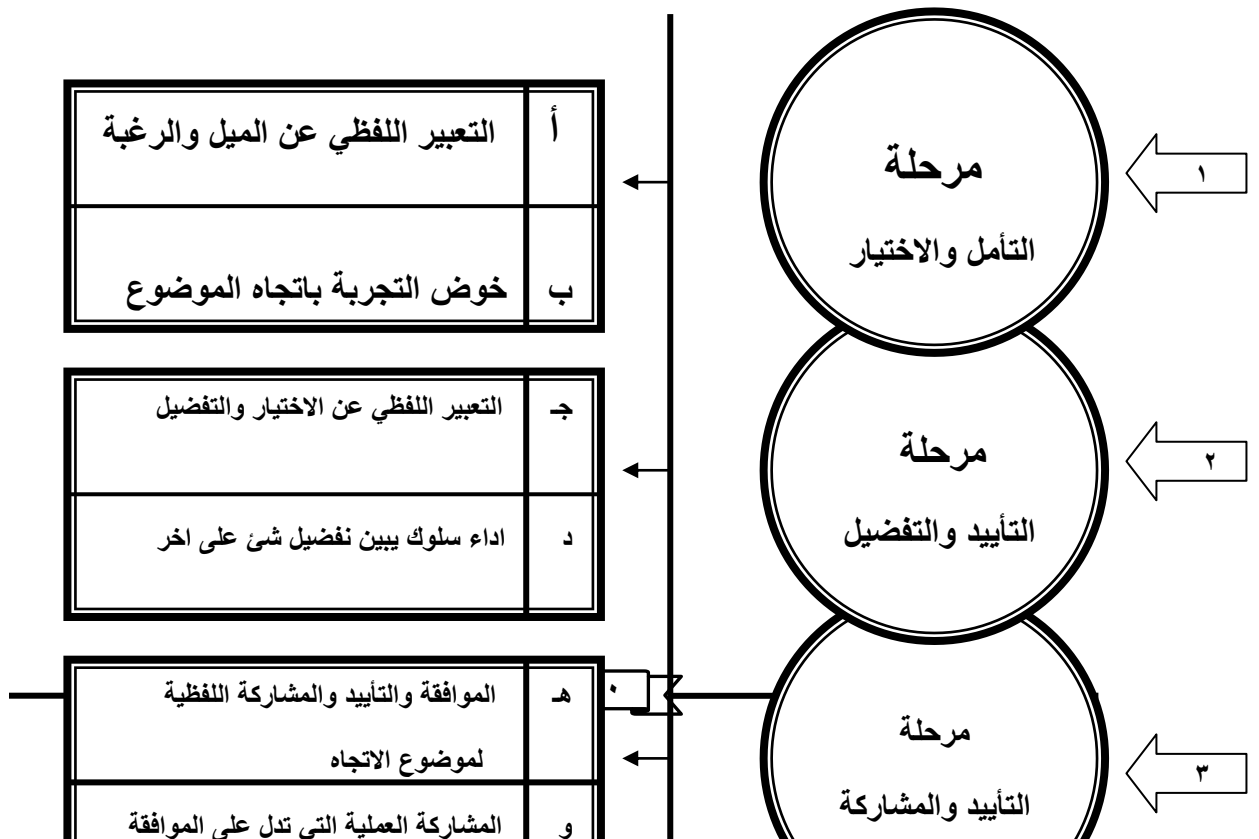 ١
مرحلة
التأمل والاختيار
أ التعبير اللفظي عن الميل والرغبة
ب خوض التجربة باتجاه الموضوع
٢
مرحلة
التأييد والتفضيل
جـ التعبير اللفظي عن الاختيار والتفضيل
د اداء سلوك يبين نفضيل شئ على اخر
٣
مرحلة
التأييد والمشاركة
هـ الموافقة والتأييد والمشاركة اللفظية
لموضوع الاتجاه
و المشاركة العملية التي تدل على الموافقة